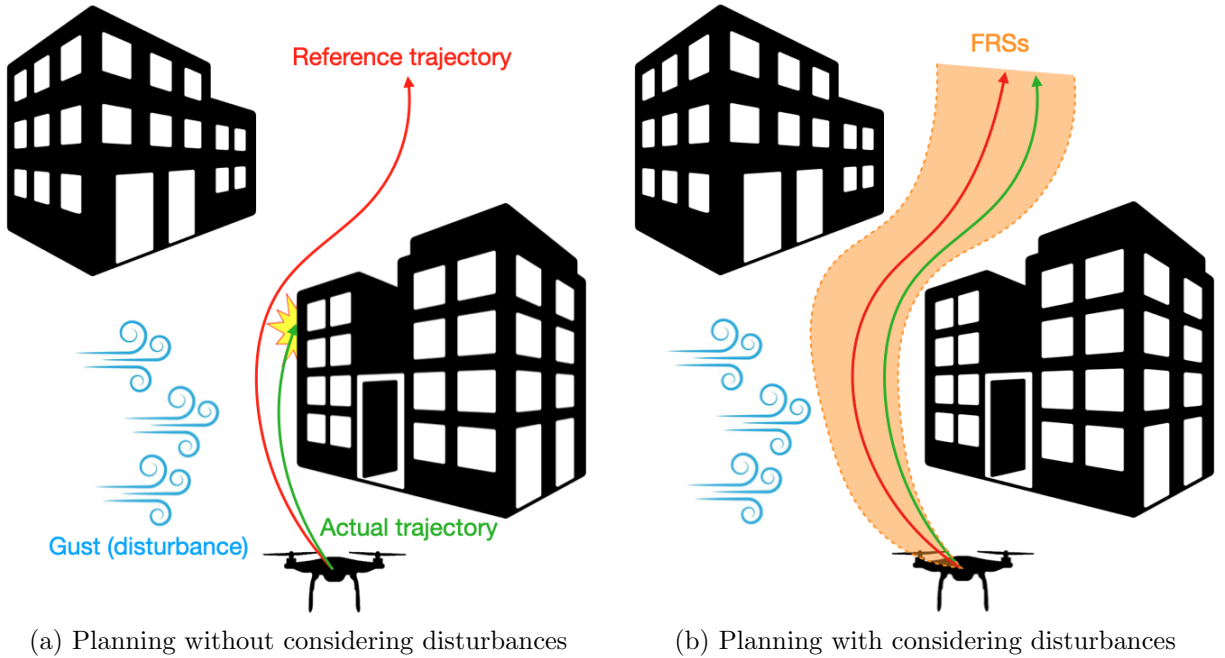 Reference trajectory
Gust (disturbance)
Actual trajectory
(a) Planning without considering disturbances
FRSs
(b) Planning with considering disturbances